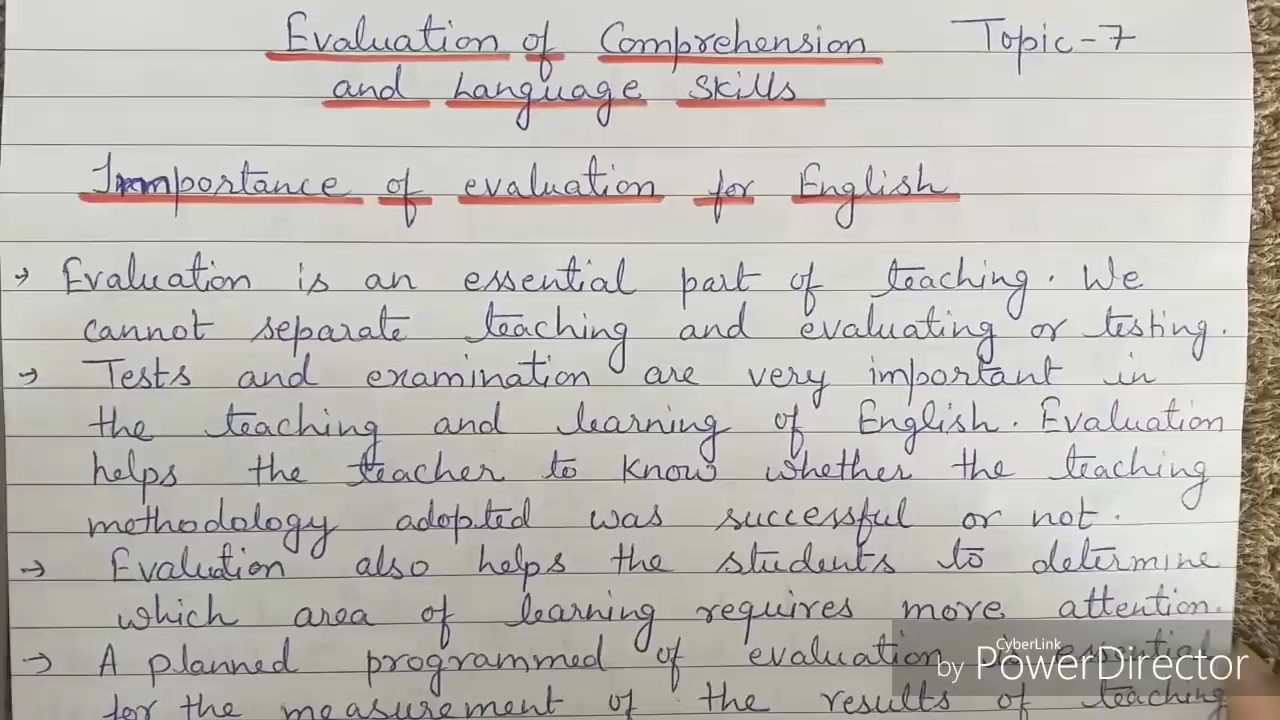 Evaluation of Comprehension Topic-7
and Language Skills
Importance of evaluation for English
→ Evaluation is an essential part of teaching. We
cannot separate teaching and evaluating or testing.
→ Tests and examination are very important in
the teaching and learning of English. Evaluation
helps the teacher to know whether the teaching
methodology adopted was successful or not.
→ Evaluation also helps the students to determine
which area of learning requires more attention.
→ A planned programmed of evaluation is essential
for the measurement of the results of teaching
CyberLink
by PowerDirector